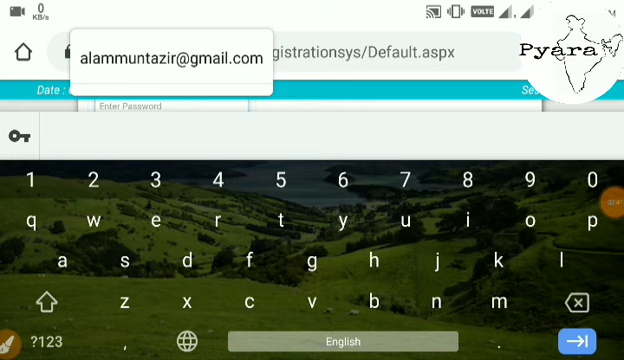 0
KB/s
VOLTE
alammuntazir@gmail.com
gistrationsys/Default.aspx
Pyara
Date :
Ses
Enter Password
1 2 3 4 5 6 7 8 9 0
q w e r t y u i o p
a s d f g h j k l
z x c v b n m
?123 , English .